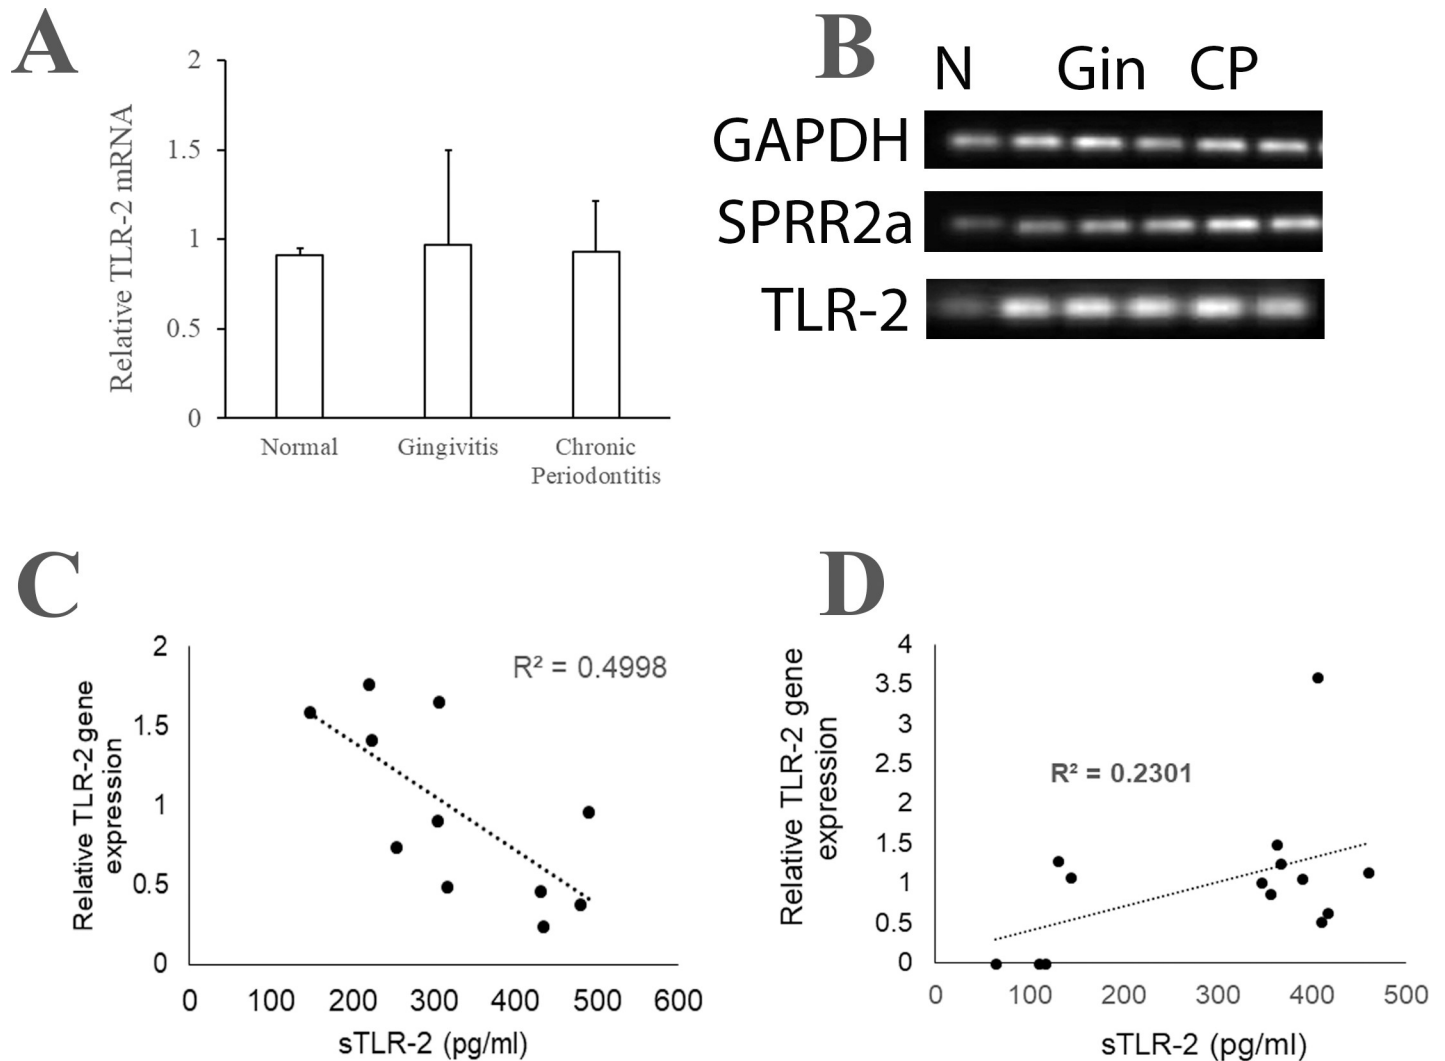 A
2
1.5
1
0.5
0
Relative TLR-2 mRNA
Normal
Gingivitis
Chronic
Periodontitis
B
N Gin CP
GAPDH
SPRR2a
TLR-2
C
2
1.5
1
0.5
0
Relative TLR-2 gene
expression
R² = 0.4998
0 100 200 300 400 500 600
sTLR-2 (pg/ml)
D
4
3.5
3
2.5
2
1.5
1
0.5
0
Relative TLR-2 gene
expression
R² = 0.2301
0 100 200 300 400 500
sTLR-2 (pg/ml)